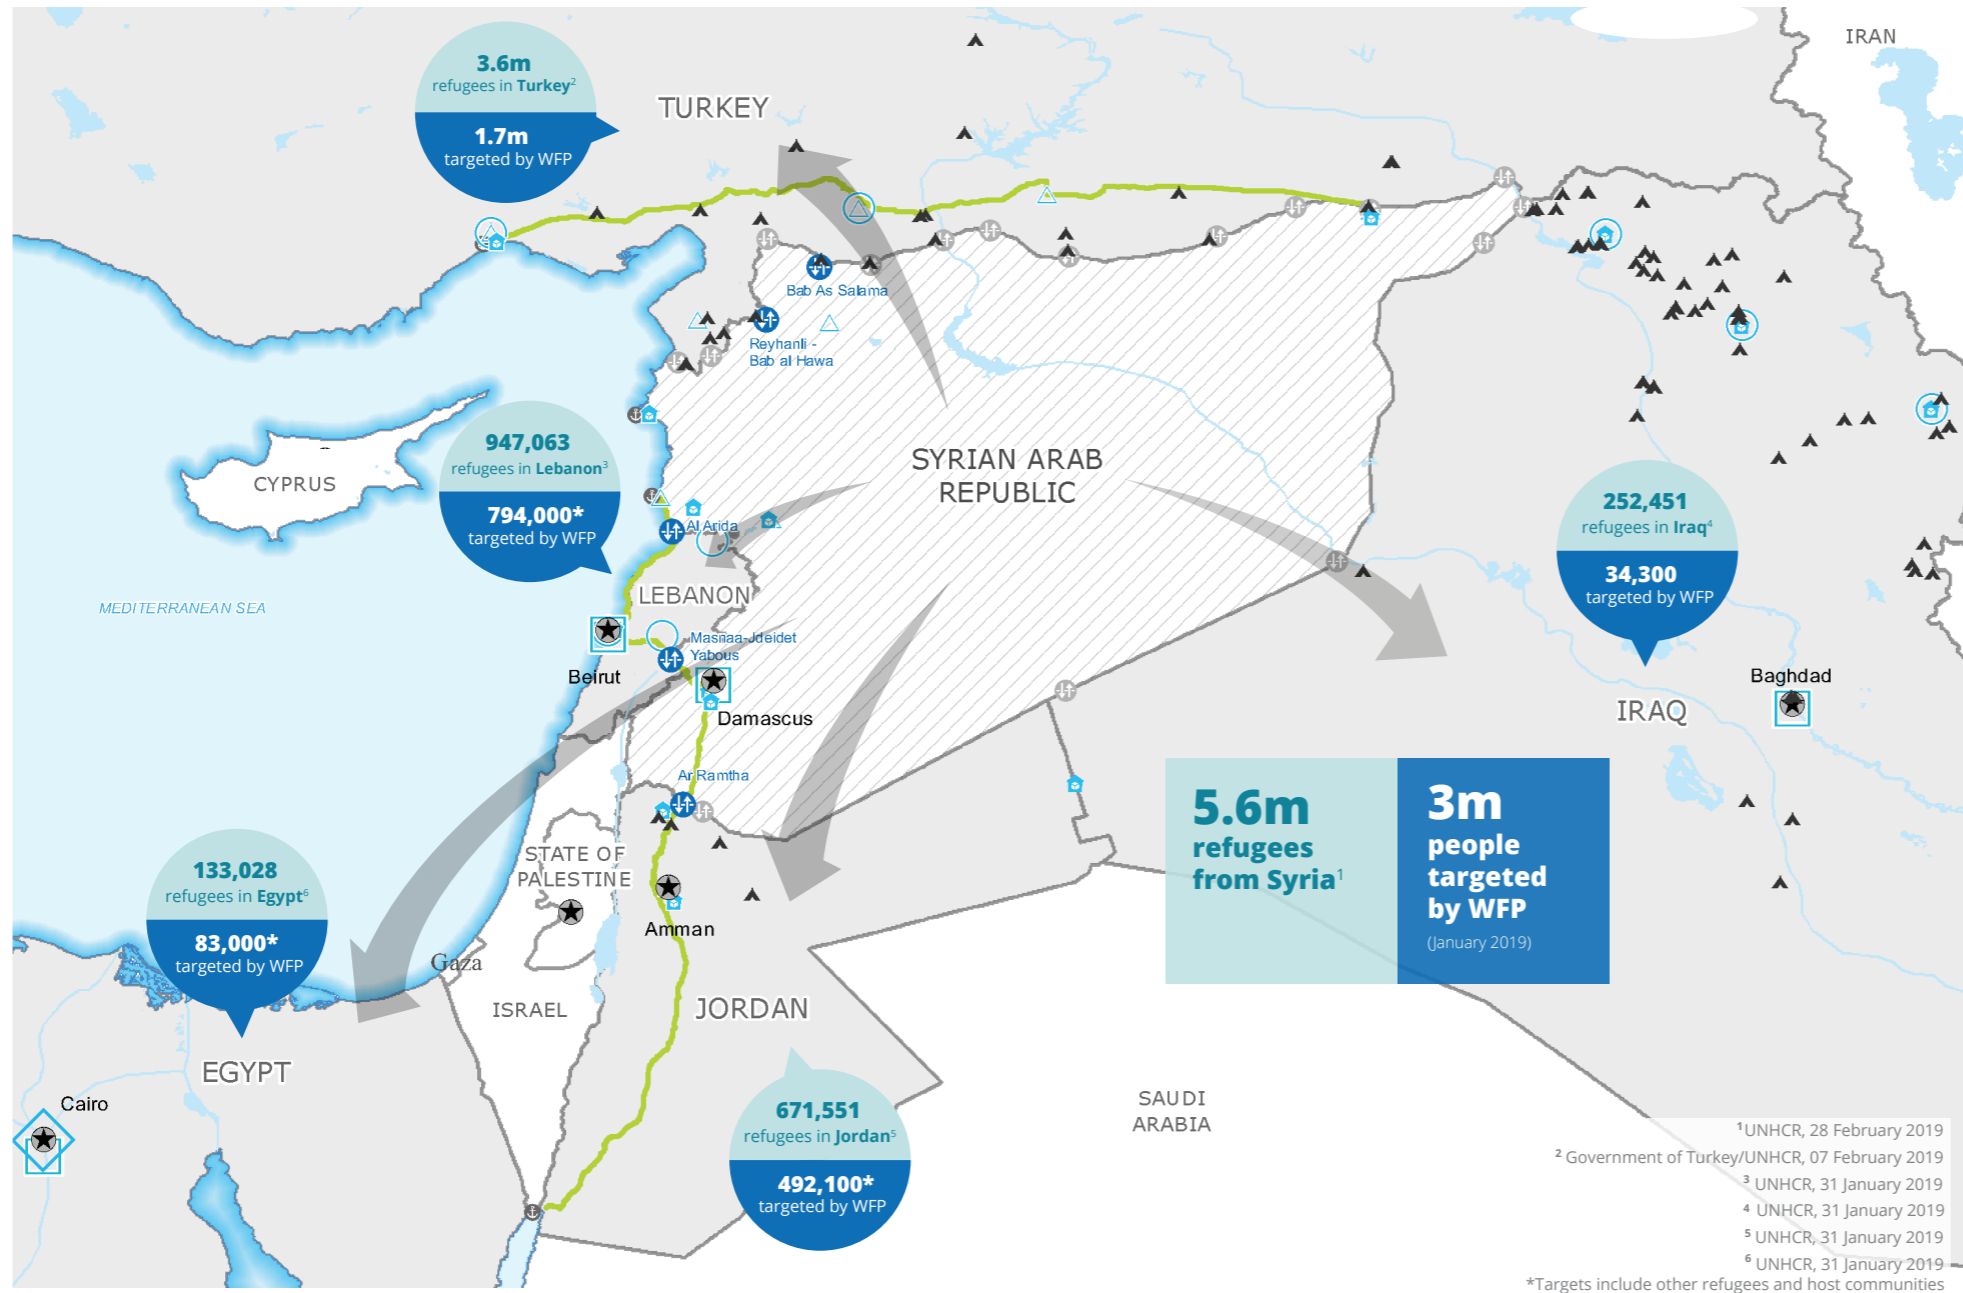 IRAN
3.6m
refugees in Turkey²
1.7m
targeted by WFP
TURKEY
Bab As Salama
Reyhanli -
Bab al Hawa
CYPRUS
947,063
refugees in Lebanon³
794,000*
targeted by WFP
SYRIAN ARAB
REPUBLIC
Al Arida
252,451
refugees in Iraq⁴
34,300
targeted by WFP
MEDITERRANEAN SEA
LEBANON
Masnaa-Jdeidet
Yabous
Beirut
Damascus
Baghdad
IRAQ
Ar Ramtha
5.6m
refugees
from Syria¹
3m
people
targeted
by WFP
(January 2019)
STATE OF
PALESTINE
133,028
refugees in Egypt⁶
83,000*
targeted by WFP
Amman
Gaza
ISRAEL
JORDAN
EGYPT
Cairo
671,551
refugees in Jordan⁵
492,100*
targeted by WFP
SAUDI
ARABIA
¹UNHCR, 28 February 2019
² Government of Turkey/UNHCR, 07 February 2019
³ UNHCR, 31 January 2019
⁴ UNHCR, 31 January 2019
⁵ UNHCR, 31 January 2019
⁶ UNHCR, 31 January 2019
*Targets include other refugees and host communities